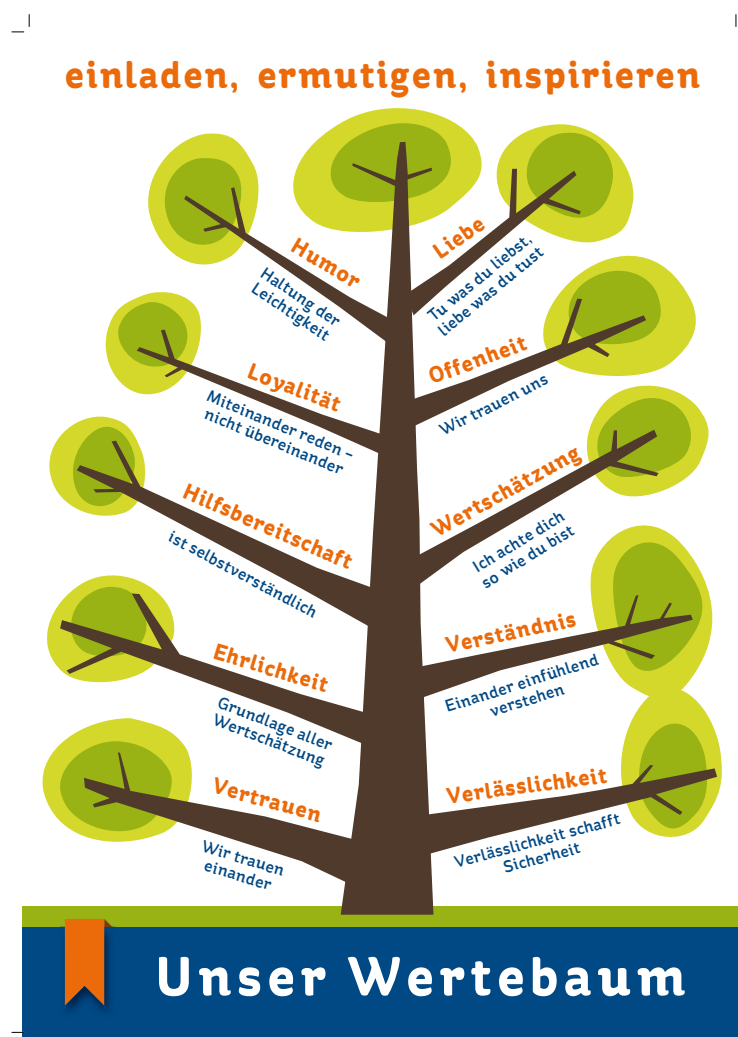 einladen, ermutigen, inspirieren
Humor
Haltung der
Leichtigkeit
Liebe
Tu was du liebst,
liebe was du tust
Loyalität
Miteinander reden –
nicht übereinander
Offenheit
Wir trauen uns
Hilfsbereitschaft
ist selbstverständlich
Wertschätzung
Ich achte dich
so wie du bist
Ehrlichkeit
Grundlage aller
Wertschätzung
Verständnis
Einander einfühlend
verstehen
Vertrauen
Wir trauen
einander
Verlässlichkeit
Verlässlichkeit schafft
Sicherheit
Unser Wertebaum